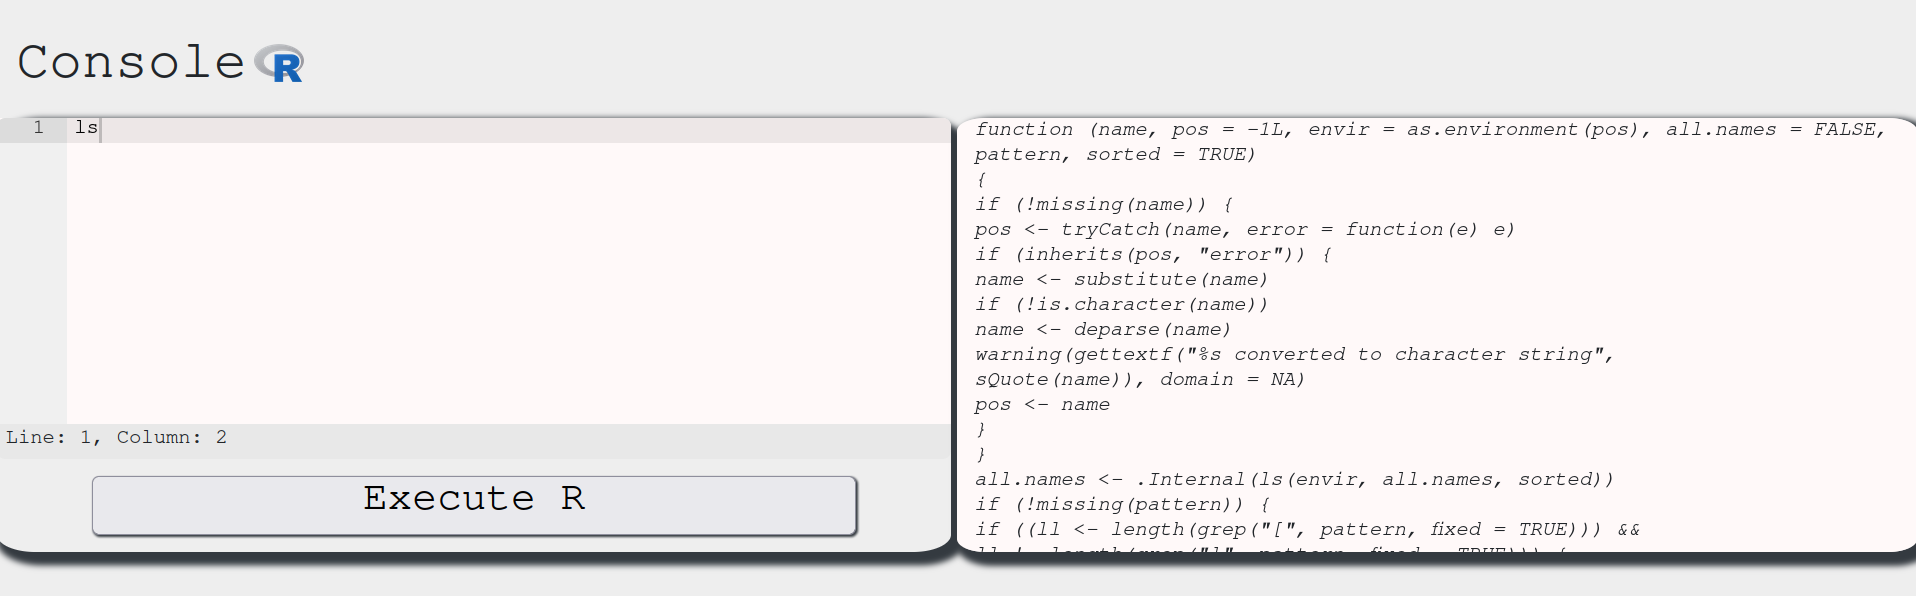 Console R
1 ls
Line: 1, Column: 2
Execute R
function (name, pos = -1L, envir = as.environment(pos), all.names = FALSE,
pattern, sorted = TRUE)
{
if (!missing(name)) {
pos <- tryCatch(name, error = function(e) e)
if (inherits(pos, "error")) {
name <- substitute(name)
if (!is.character(name))
name <- deparse(name)
warning(gettextf("%s converted to character string",
sQuote(name)), domain = NA)
pos <- name
}
}
all.names <- .Internal(ls(envir, all.names, sorted))
if (!missing(pattern)) {
if ((ll <- length(grep("[", pattern, fixed = TRUE))) &&